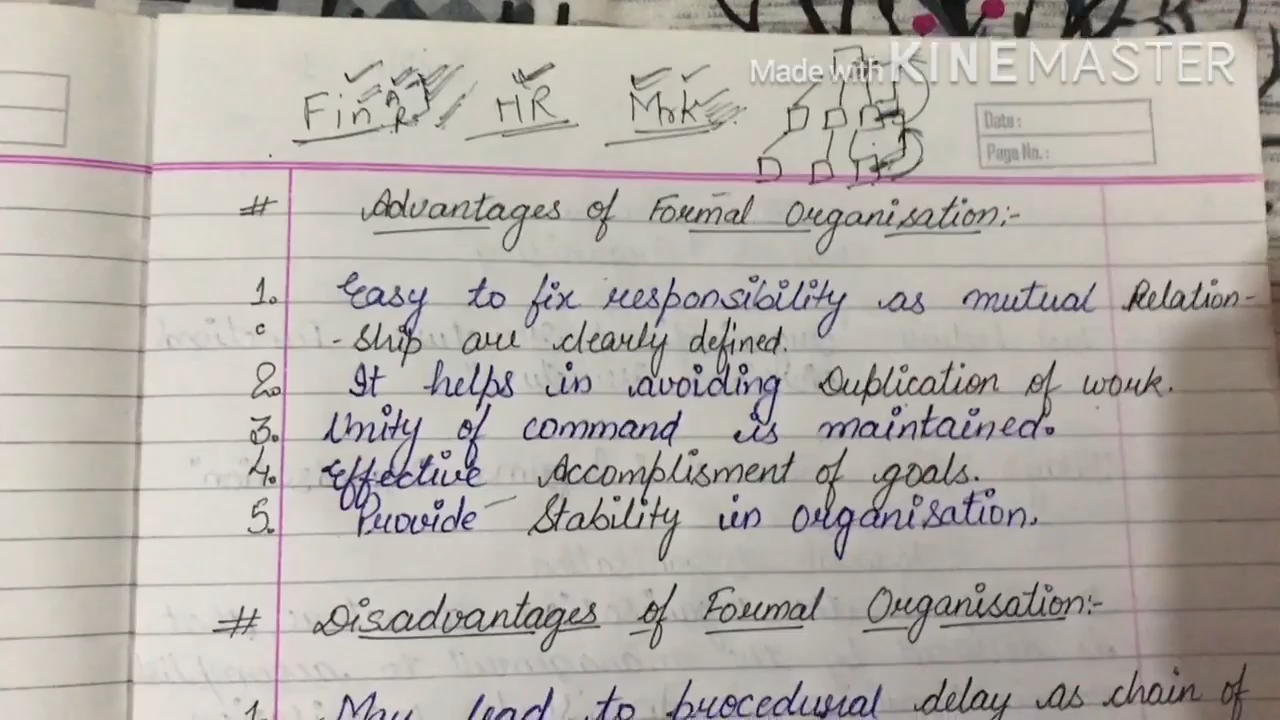 Made with KINEMASTER
Fin A R HR Mrk
Date :
Page No. :
# Advantages of Formal Organisation:-
1. Easy to fix responsibility as mutual Relation-
- ship are clearly defined.
2. It helps in avoiding Duplication of work.
3. Unity of command is maintained.
4. Effective Accomplisment of goals.
5. Provide Stability in organisation.
# Disadvantages of Formal Organisation:-
1. May lead to procedural delay as chain of